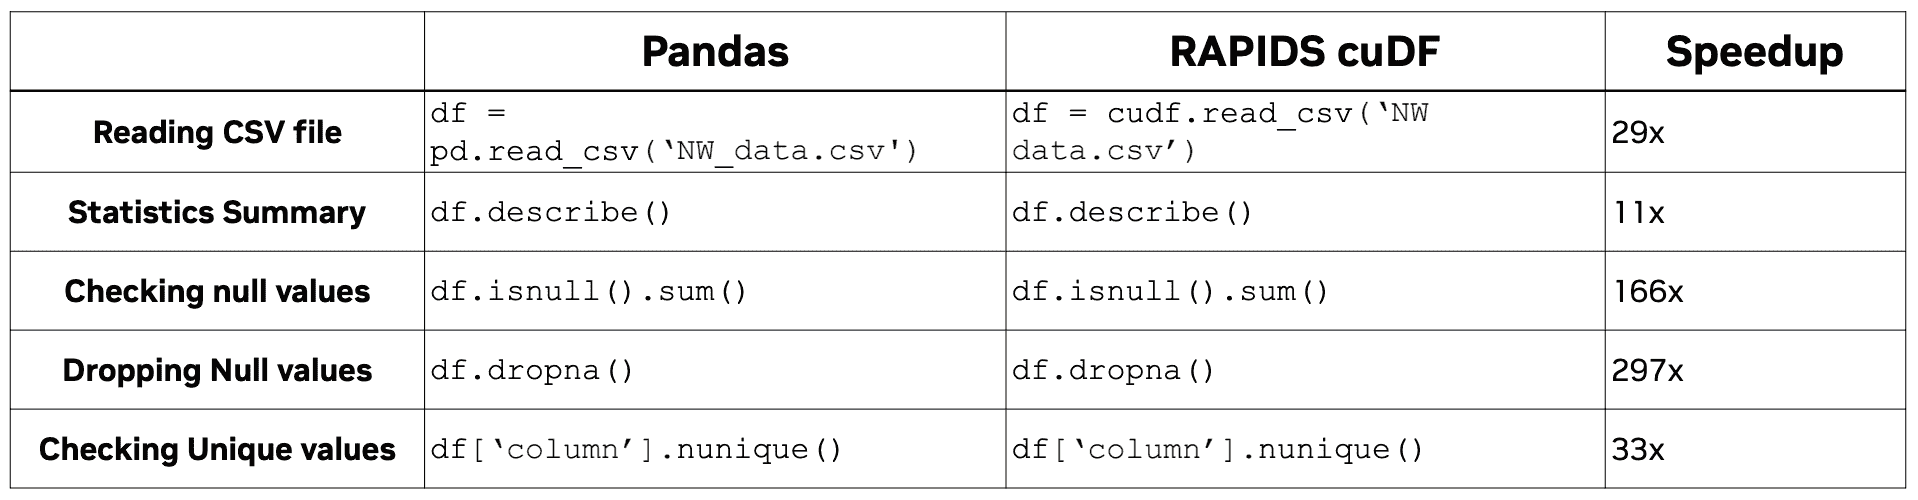 Pandas RAPIDS cuDF Speedup
Reading CSV file
df =
pd.read_csv(‘NW_data.csv')
df = cudf.read_csv(‘NW
data.csv’)
29x
Statistics Summary df.describe() df.describe() 11x
Checking null values df.isnull().sum() df.isnull().sum() 166x
Dropping Null values df.dropna() df.dropna() 297x
Checking Unique values df[‘column’].nunique() df[‘column’].nunique() 33x